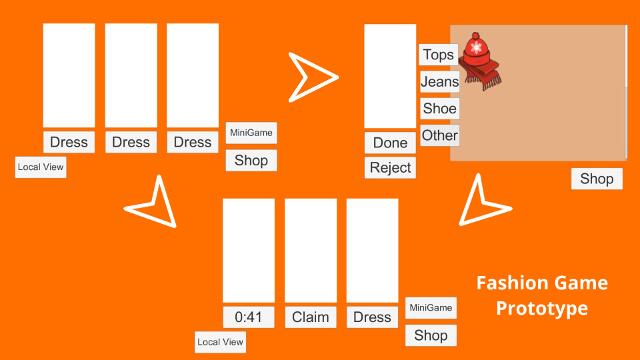 Dress
Dress
Dress
MiniGame
Shop
Local View
Tops
Jeans
Shoe
Other
Done
Reject
Shop
0:41
Claim
Dress
MiniGame
Shop
Local View
Fashion Game
Prototype